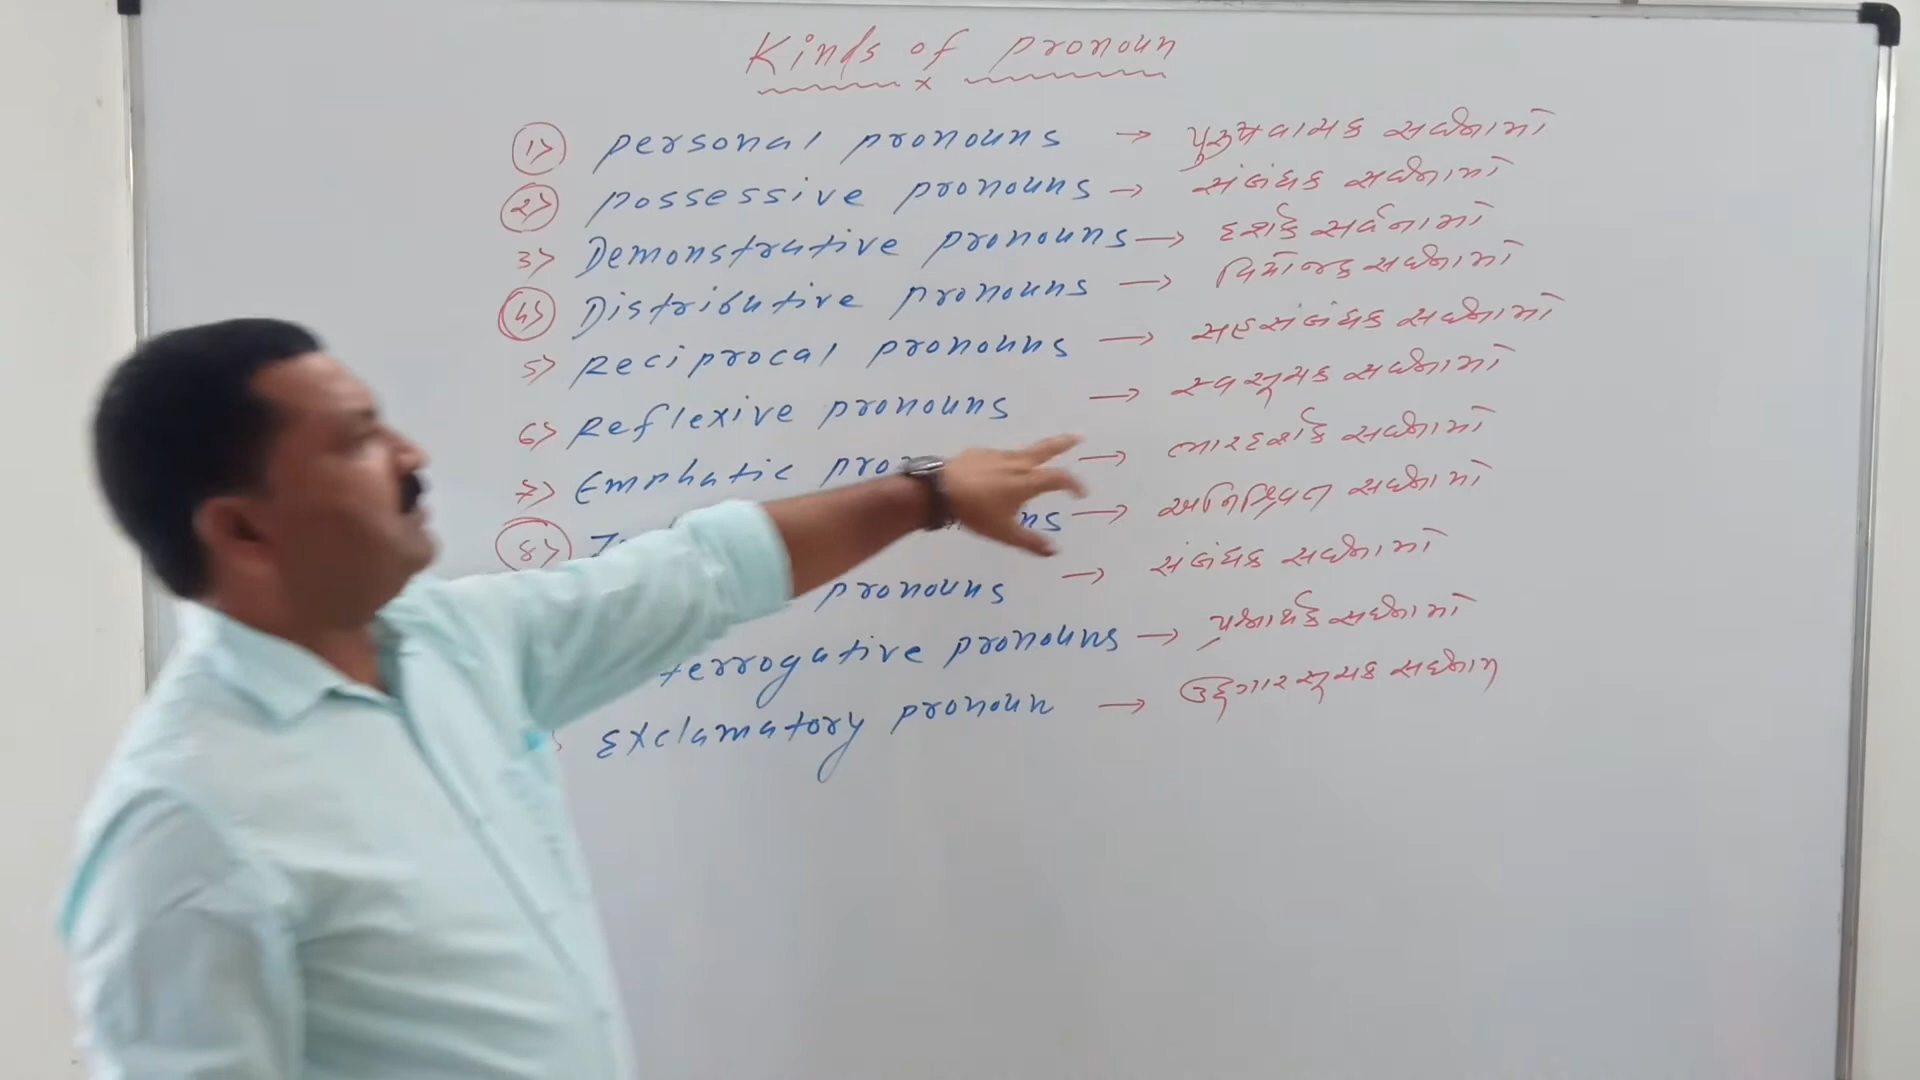 Kinds of pronoun
1> personal pronouns → પુરુષવાચક સર્વનામો
2> possessive pronouns → સંબંધક સર્વનામો
3> Demonstrative pronouns → દર્શક સર્વનામો
4> Distributive pronouns → વિભાજક સર્વનામો
5> Reciprocal pronouns → સહસંબંધક સર્વનામો
6> Reflexive pronouns → સ્વસૂચક સર્વનામો
7> Emphatic pro → ભારદર્શક સર્વનામો
8> ns → અનિશ્ચિત સર્વનામો
pronouns → સંબંધક સર્વનામો
terrogative pronouns → પ્રશ્નાર્થક સર્વનામો
Exclamatory pronoun → ઉદ્ગારસૂચક સર્વનામ